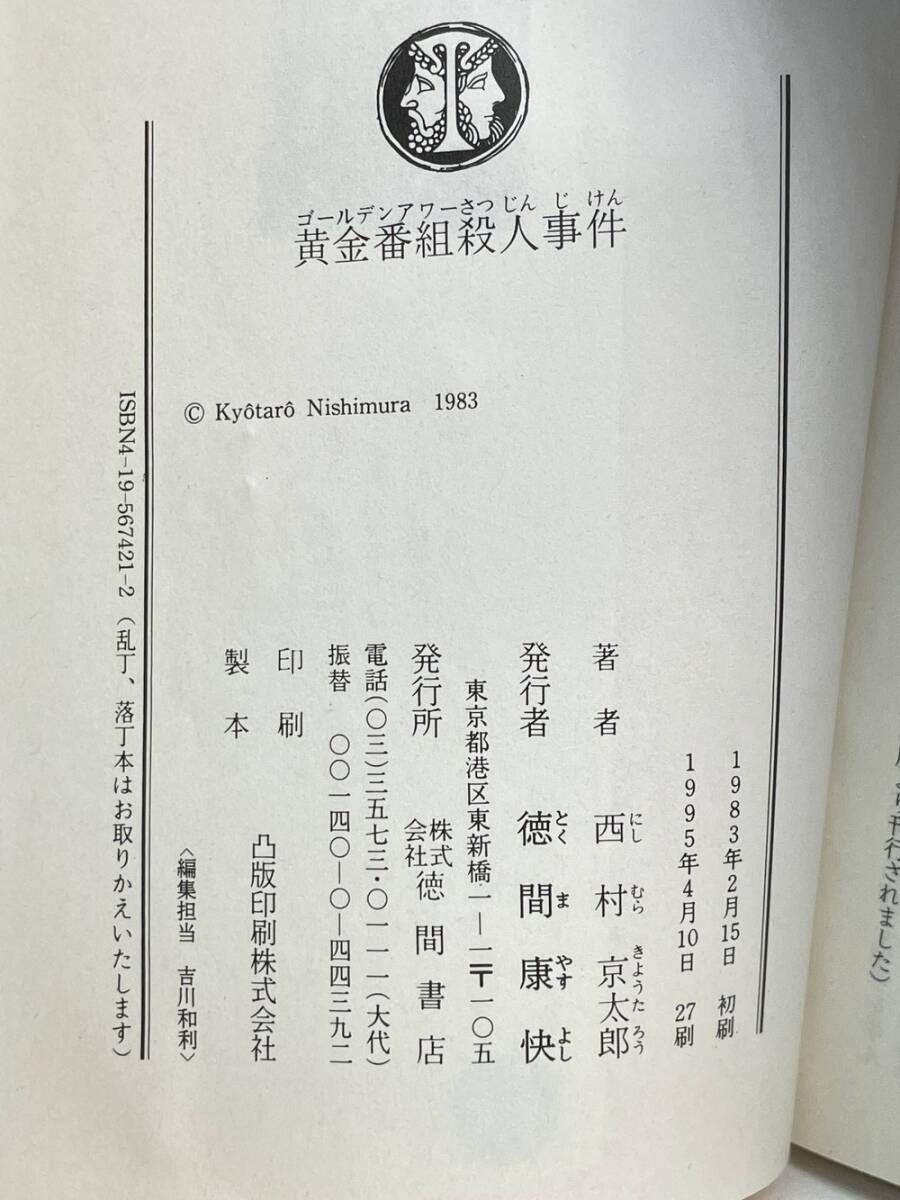 ゴールデンアワーさつじんじけん
黄金番組殺人事件
© Kyôtarô Nishimura 1983
1983年2月15日 初刷
1995年4月10日 27刷
著者 西村京太郎
にし むら きようた ろう
発行者 徳間康快
とく ま やす よし
東京都港区東新橋一―一〒一〇五
発行所 株式会社徳間書店
電話(〇三)三五七三・〇一一一(大代)
振替 〇〇一四〇―〇―四四三九二
印刷
製本 凸版印刷株式会社
〈編集担当 吉川和利〉
ISBN4-19-567421-2 (乱丁、落丁本はお取りかえいたします)
刊行されました)